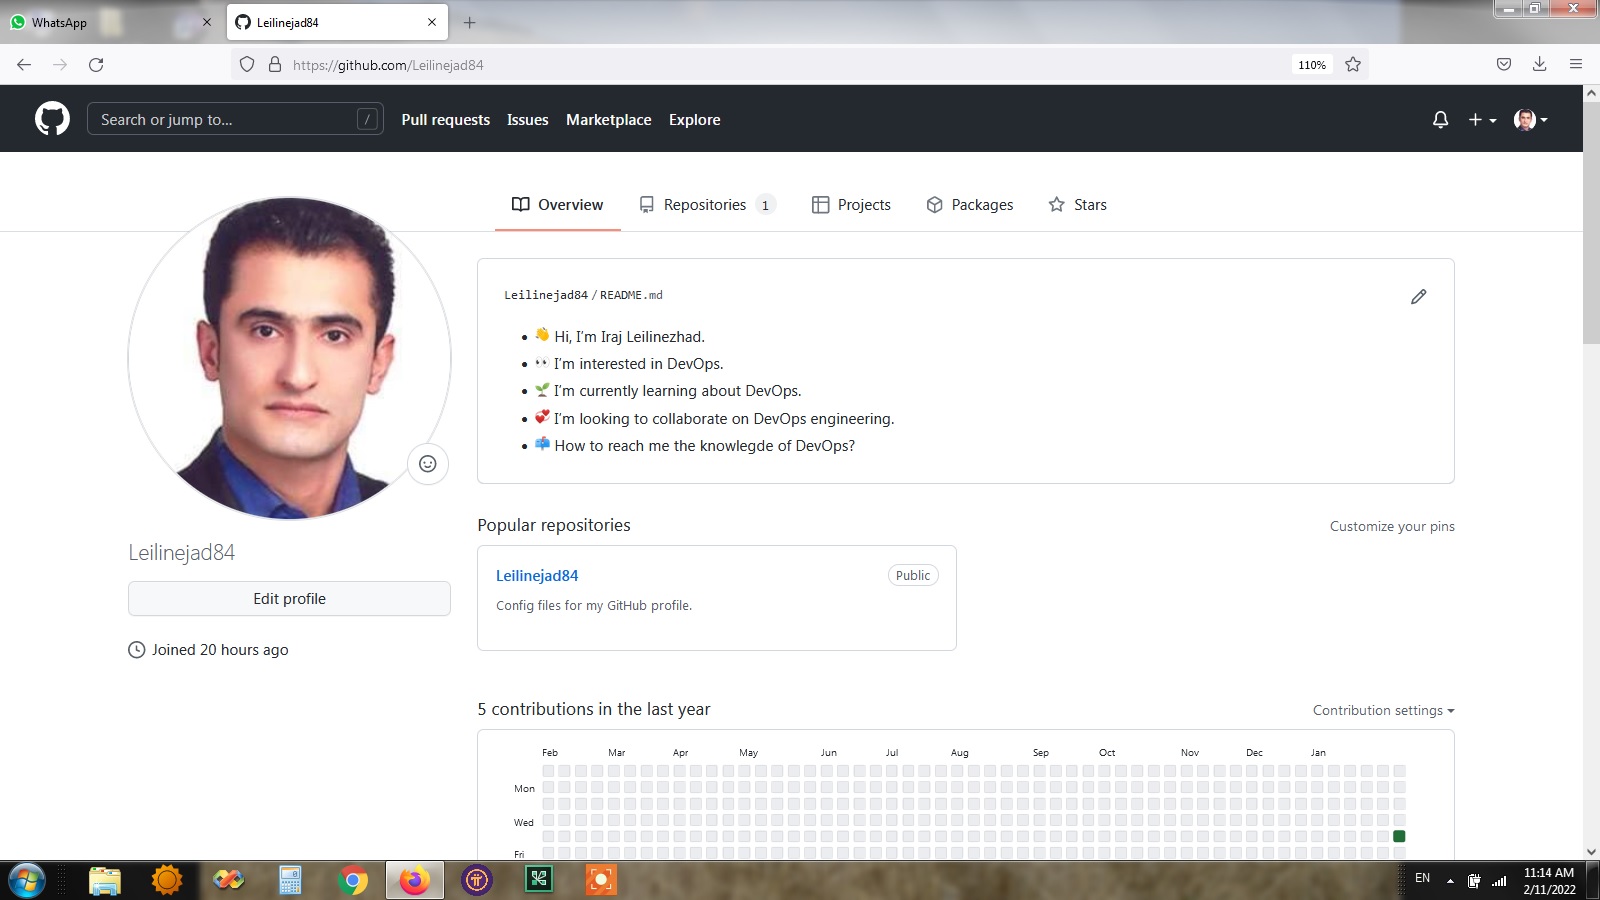 WhatsApp
Leilinejad84
https://github.com/Leilinejad84
110%
Search or jump to...
/
Pull requests
Issues
Marketplace
Explore
Overview
Repositories 1
Projects
Packages
Stars
Leilinejad84 / README.md
👋 Hi, I'm Iraj Leilinezhad.
👀 I'm interested in DevOps.
🌱 I'm currently learning about DevOps.
💞️ I'm looking to collaborate on DevOps engineering.
📫 How to reach me the knowlegde of DevOps?
Leilinejad84
Edit profile
Joined 20 hours ago
Popular repositories
Customize your pins
Leilinejad84
Public
Config files for my GitHub profile.
5 contributions in the last year
Contribution settings
Feb Mar Apr May Jun Jul Aug Sep Oct Nov Dec Jan
Mon
Wed
Fri
EN
11:14 AM
2/11/2022